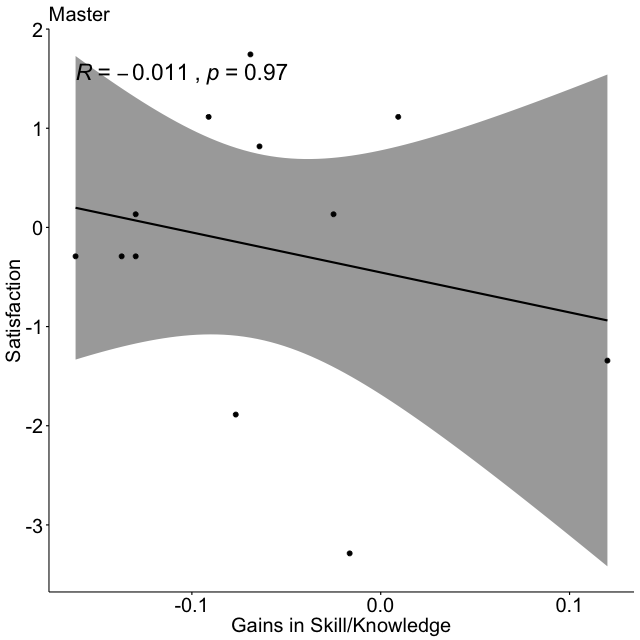 Master
R = −0.011 , p = 0.97
2
1
0
-1
-2
-3
Satisfaction
-0.1 0.0 0.1
Gains in Skill/Knowledge